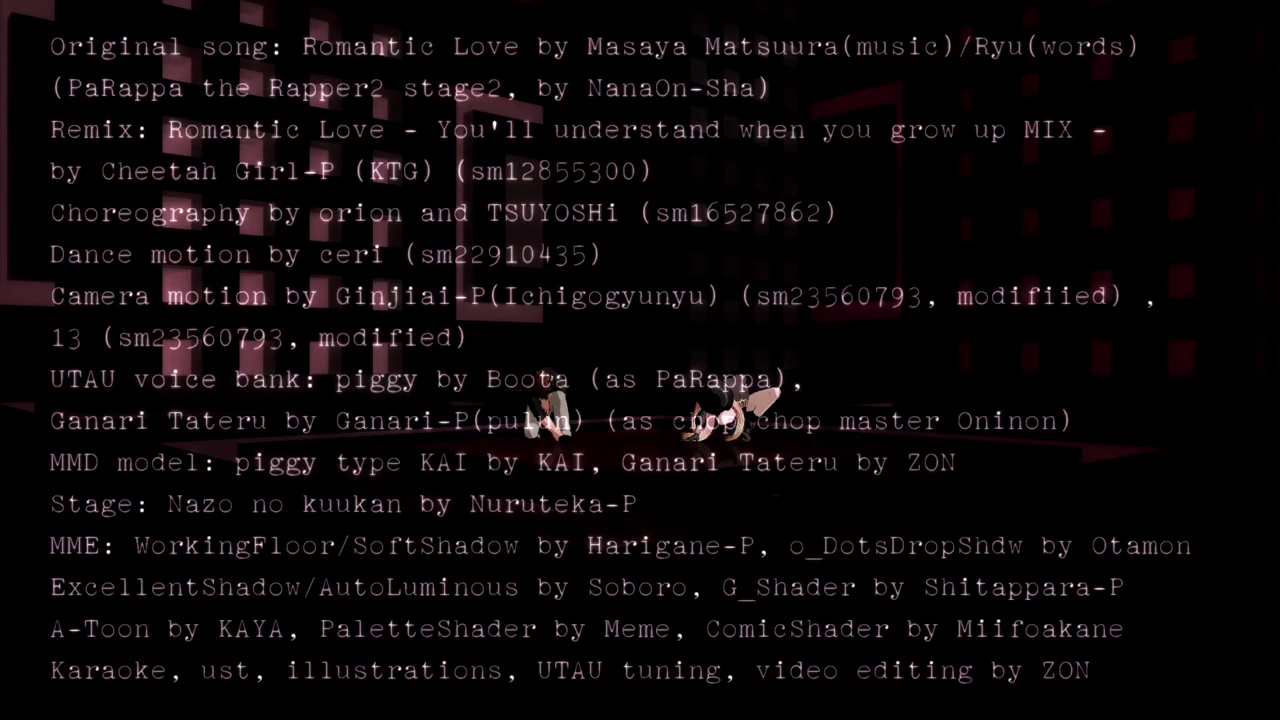 Original song: Romantic Love by Masaya Matsuura(music)/Ryu(words)
(PaRappa the Rapper2 stage2, by NanaOn-Sha)
Remix: Romantic Love - You'll understand when you grow up MIX -
by Cheetah Girl-P (KTG) (sm12855300)
Choreography by orion and TSUYOSHi (sm16527862)
Dance motion by ceri (sm22910435)
Camera motion by Ginjiai-P(Ichigogyunyu) (sm23560793, modifiied) ,
13 (sm23560793, modified)
UTAU voice bank: piggy by Boota (as PaRappa),
Ganari Tateru by Ganari-P(pulun) (as chop chop master Oninon)
MMD model: piggy type KAI by KAI, Ganari Tateru by ZON
Stage: Nazo no kuukan by Nuruteka-P
MME: WorkingFloor/SoftShadow by Harigane-P, o_DotsDropShdw by Otamon
ExcellentShadow/AutoLuminous by Soboro, G_Shader by Shitappara-P
A-Toon by KAYA, PaletteShader by Meme, ComicShader by Miifoakane
Karaoke, ust, illustrations, UTAU tuning, video editing by ZON